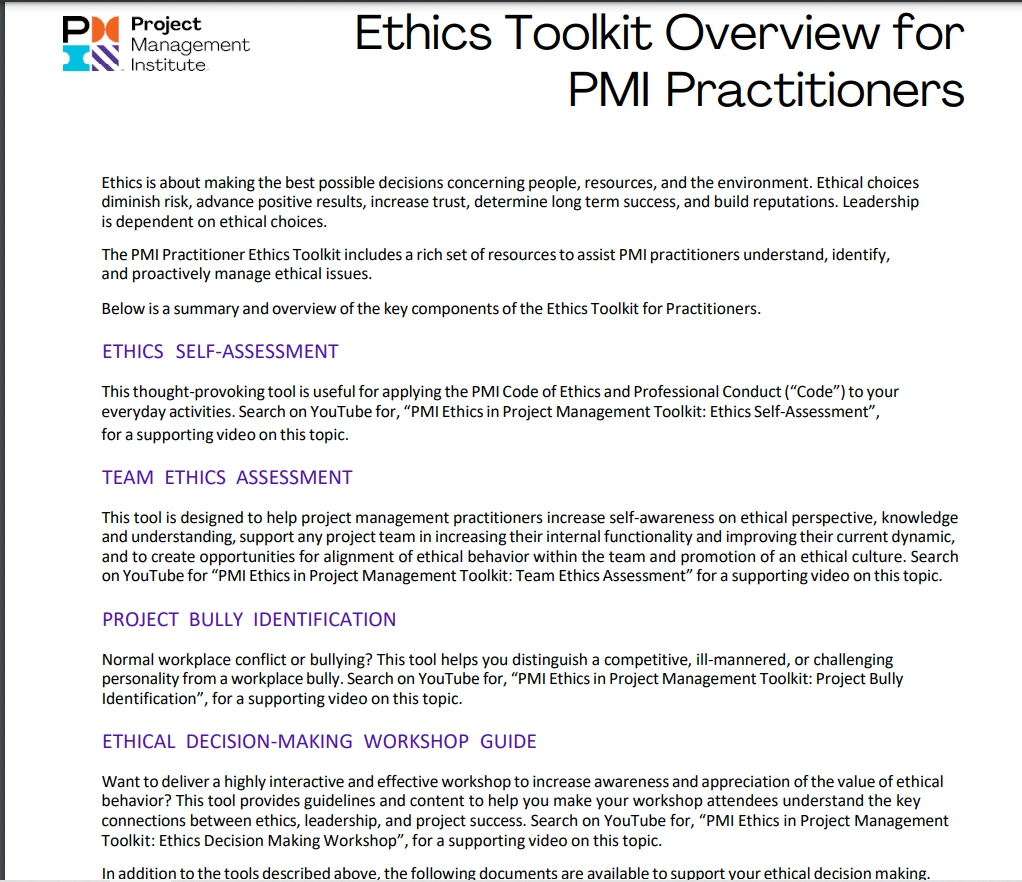 Project
Management
Institute
Ethics Toolkit Overview for
PMI Practitioners
Ethics is about making the best possible decisions concerning people, resources, and the environment. Ethical choices
diminish risk, advance positive results, increase trust, determine long term success, and build reputations. Leadership
is dependent on ethical choices.
The PMI Practitioner Ethics Toolkit includes a rich set of resources to assist PMI practitioners understand, identify,
and proactively manage ethical issues.
Below is a summary and overview of the key components of the Ethics Toolkit for Practitioners.
ETHICS SELF-ASSESSMENT
This thought-provoking tool is useful for applying the PMI Code of Ethics and Professional Conduct (“Code”) to your
everyday activities. Search on YouTube for, “PMI Ethics in Project Management Toolkit: Ethics Self-Assessment”,
for a supporting video on this topic.
TEAM ETHICS ASSESSMENT
This tool is designed to help project management practitioners increase self-awareness on ethical perspective, knowledge
and understanding, support any project team in increasing their internal functionality and improving their current dynamic,
and to create opportunities for alignment of ethical behavior within the team and promotion of an ethical culture. Search
on YouTube for “PMI Ethics in Project Management Toolkit: Team Ethics Assessment” for a supporting video on this topic.
PROJECT BULLY IDENTIFICATION
Normal workplace conflict or bullying? This tool helps you distinguish a competitive, ill-mannered, or challenging
personality from a workplace bully. Search on YouTube for, “PMI Ethics in Project Management Toolkit: Project Bully
Identification”, for a supporting video on this topic.
ETHICAL DECISION-MAKING WORKSHOP GUIDE
Want to deliver a highly interactive and effective workshop to increase awareness and appreciation of the value of ethical
behavior? This tool provides guidelines and content to help you make your workshop attendees understand the key
connections between ethics, leadership, and project success. Search on YouTube for, “PMI Ethics in Project Management
Toolkit: Ethics Decision Making Workshop”, for a supporting video on this topic.
In addition to the tools described above, the following documents are available to support your ethical decision making.